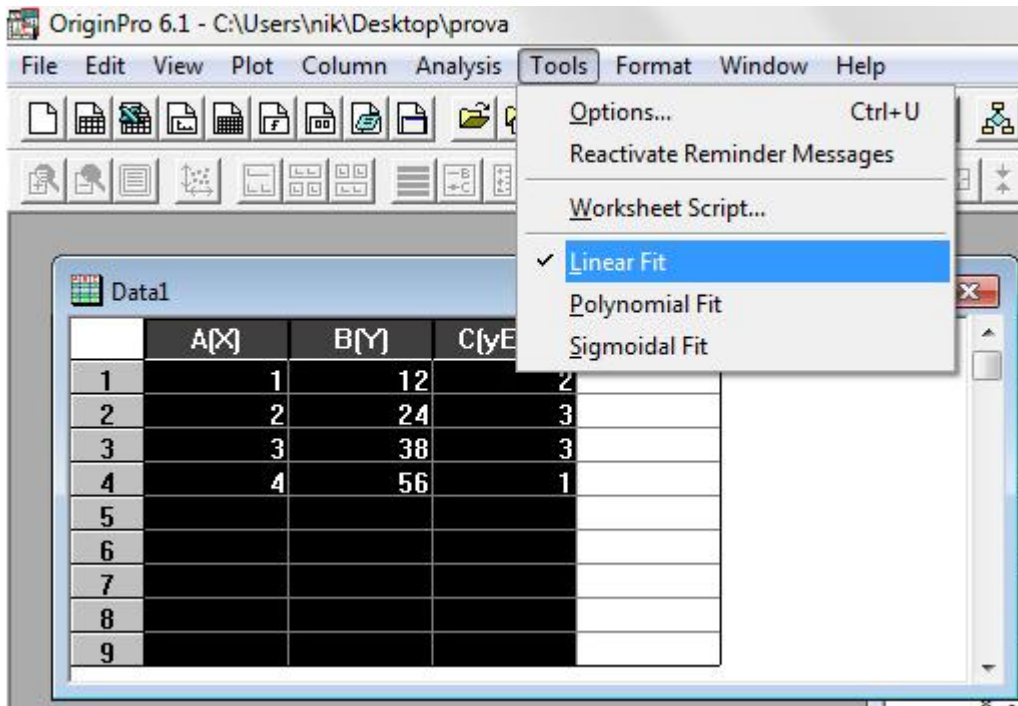 OriginPro 6.1 - C:\Users\nik\Desktop\prova
File Edit View Plot Column Analysis Tools Format Window Help
Options... Ctrl+U
Reactivate Reminder Messages
Worksheet Script...
Linear Fit
Polynomial Fit
Sigmoidal Fit
Data1
A(X) B(Y) C(yE
1 1 12 2
2 2 24 3
3 3 38 3
4 4 56 1
5
6
7
8
9